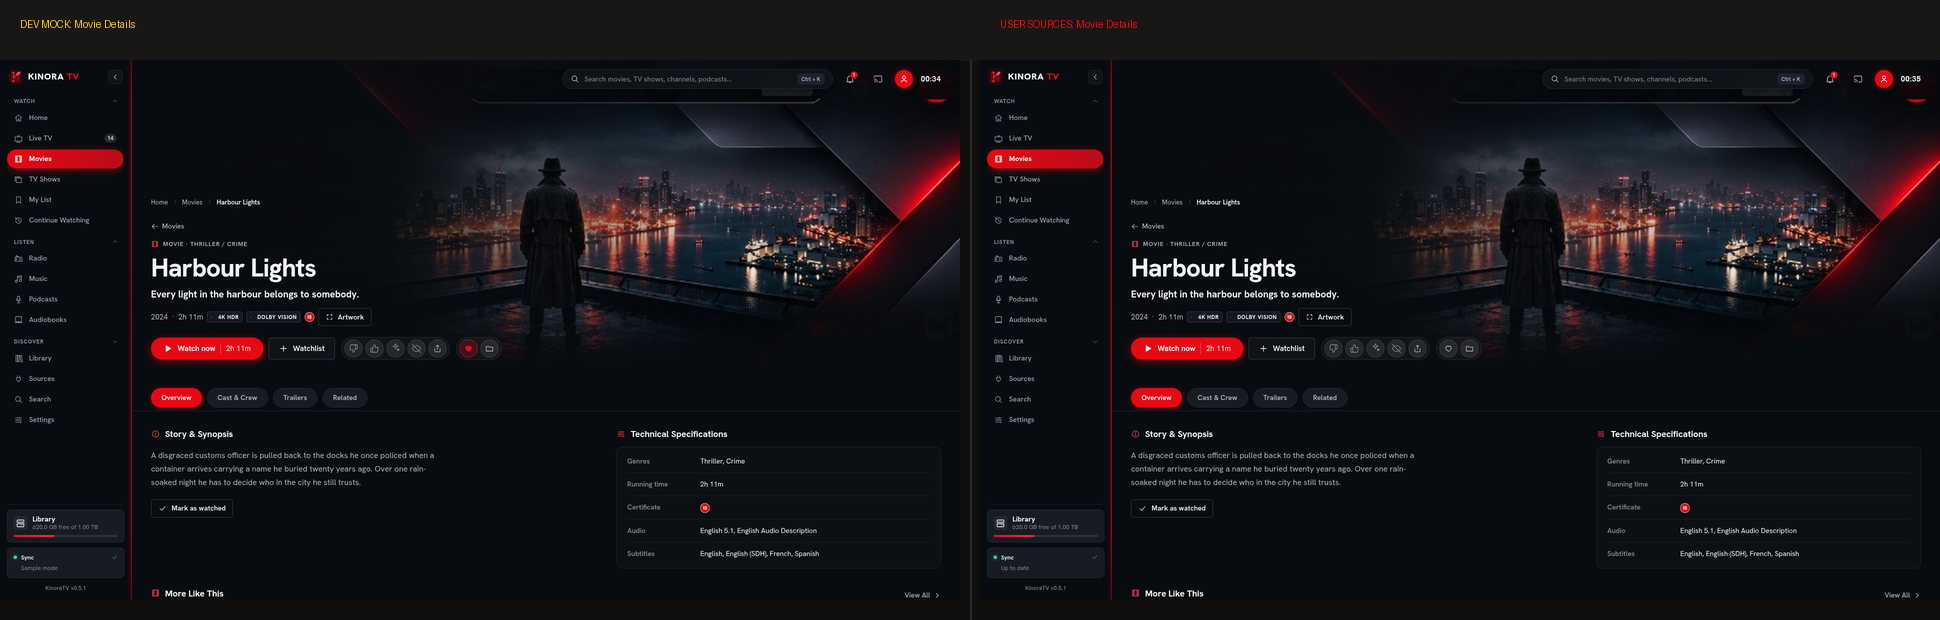 DEV MOCK: Movie Details
KINORA TV
Search movies, TV shows, channels, podcasts...
Ctrl + K
1
00:34
WATCH
Home
Live TV
14
Movies
TV Shows
My List
Continue Watching
LISTEN
Radio
Music
Podcasts
Audiobooks
DISCOVER
Library
Sources
Search
Settings
Library
620.0 GB free of 1.00 TB
Sync
Sample mode
KinoraTV v0.5.1
Home
Movies
Harbour Lights
Movies
MOVIE · THRILLER / CRIME
Harbour Lights
Every light in the harbour belongs to somebody.
2024 · 2h 11m
4K HDR
DOLBY VISION
18
Artwork
Watch now
2h 11m
Watchlist
Overview
Cast & Crew
Trailers
Related
Story & Synopsis
A disgraced customs officer is pulled back to the docks he once policed when a
container arrives carrying a name he buried twenty years ago. Over one rain-
soaked night he has to decide who in the city he still trusts.
Mark as watched
Technical Specifications
Genres
Thriller, Crime
Running time
2h 11m
Certificate
18
Audio
English 5.1, English Audio Description
Subtitles
English, English (SDH), French, Spanish
More Like This
View All
USER SOURCES: Movie Details
KINORA TV
Search movies, TV shows, channels, podcasts...
Ctrl + K
1
00:35
WATCH
Home
Live TV
Movies
TV Shows
My List
Continue Watching
LISTEN
Radio
Music
Podcasts
Audiobooks
DISCOVER
Library
Sources
Search
Settings
Library
620.0 GB free of 1.00 TB
Sync
Up to date
KinoraTV v0.5.1
Home
Movies
Harbour Lights
Movies
MOVIE · THRILLER / CRIME
Harbour Lights
Every light in the harbour belongs to somebody.
2024 · 2h 11m
4K HDR
DOLBY VISION
18
Artwork
Watch now
2h 11m
Watchlist
Overview
Cast & Crew
Trailers
Related
Story & Synopsis
A disgraced customs officer is pulled back to the docks he once policed when a
container arrives carrying a name he buried twenty years ago. Over one rain-
soaked night he has to decide who in the city he still trusts.
Mark as watched
Technical Specifications
Genres
Thriller, Crime
Running time
2h 11m
Certificate
18
Audio
English 5.1, English Audio Description
Subtitles
English, English (SDH), French, Spanish
More Like This
View All